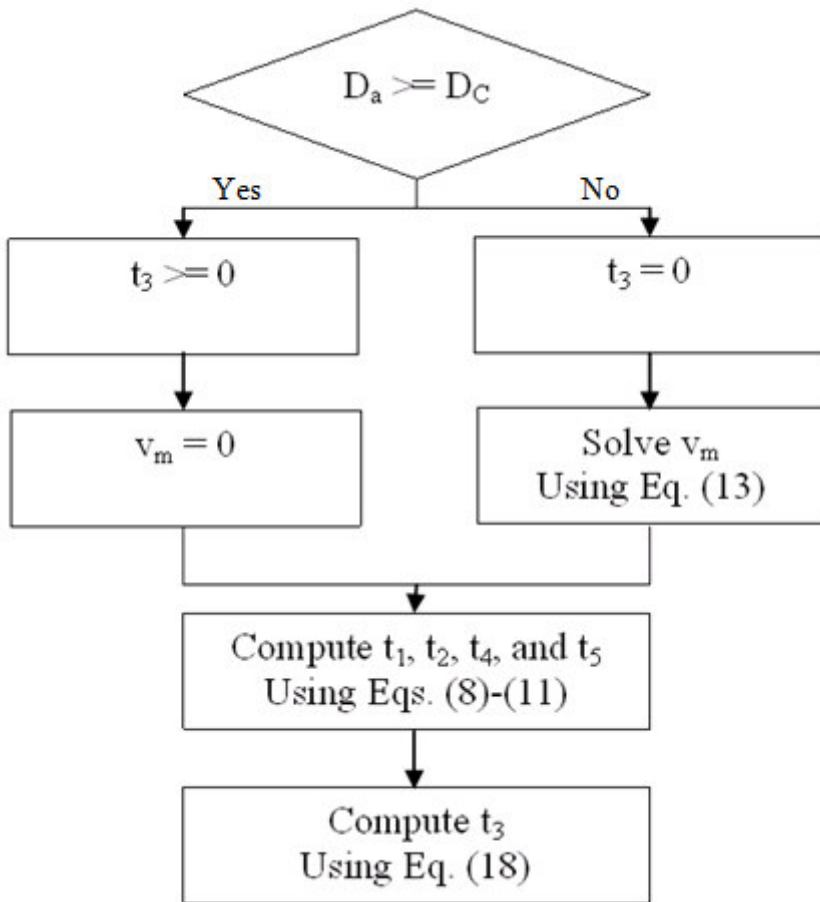 Dₐ >= D_C
Yes
No
t₃ >= 0
t₃ = 0
vₘ = 0
Solve vₘ
Using Eq. (13)
Compute t₁, t₂, t₄, and t₅
Using Eqs. (8)-(11)
Compute t₃
Using Eq. (18)